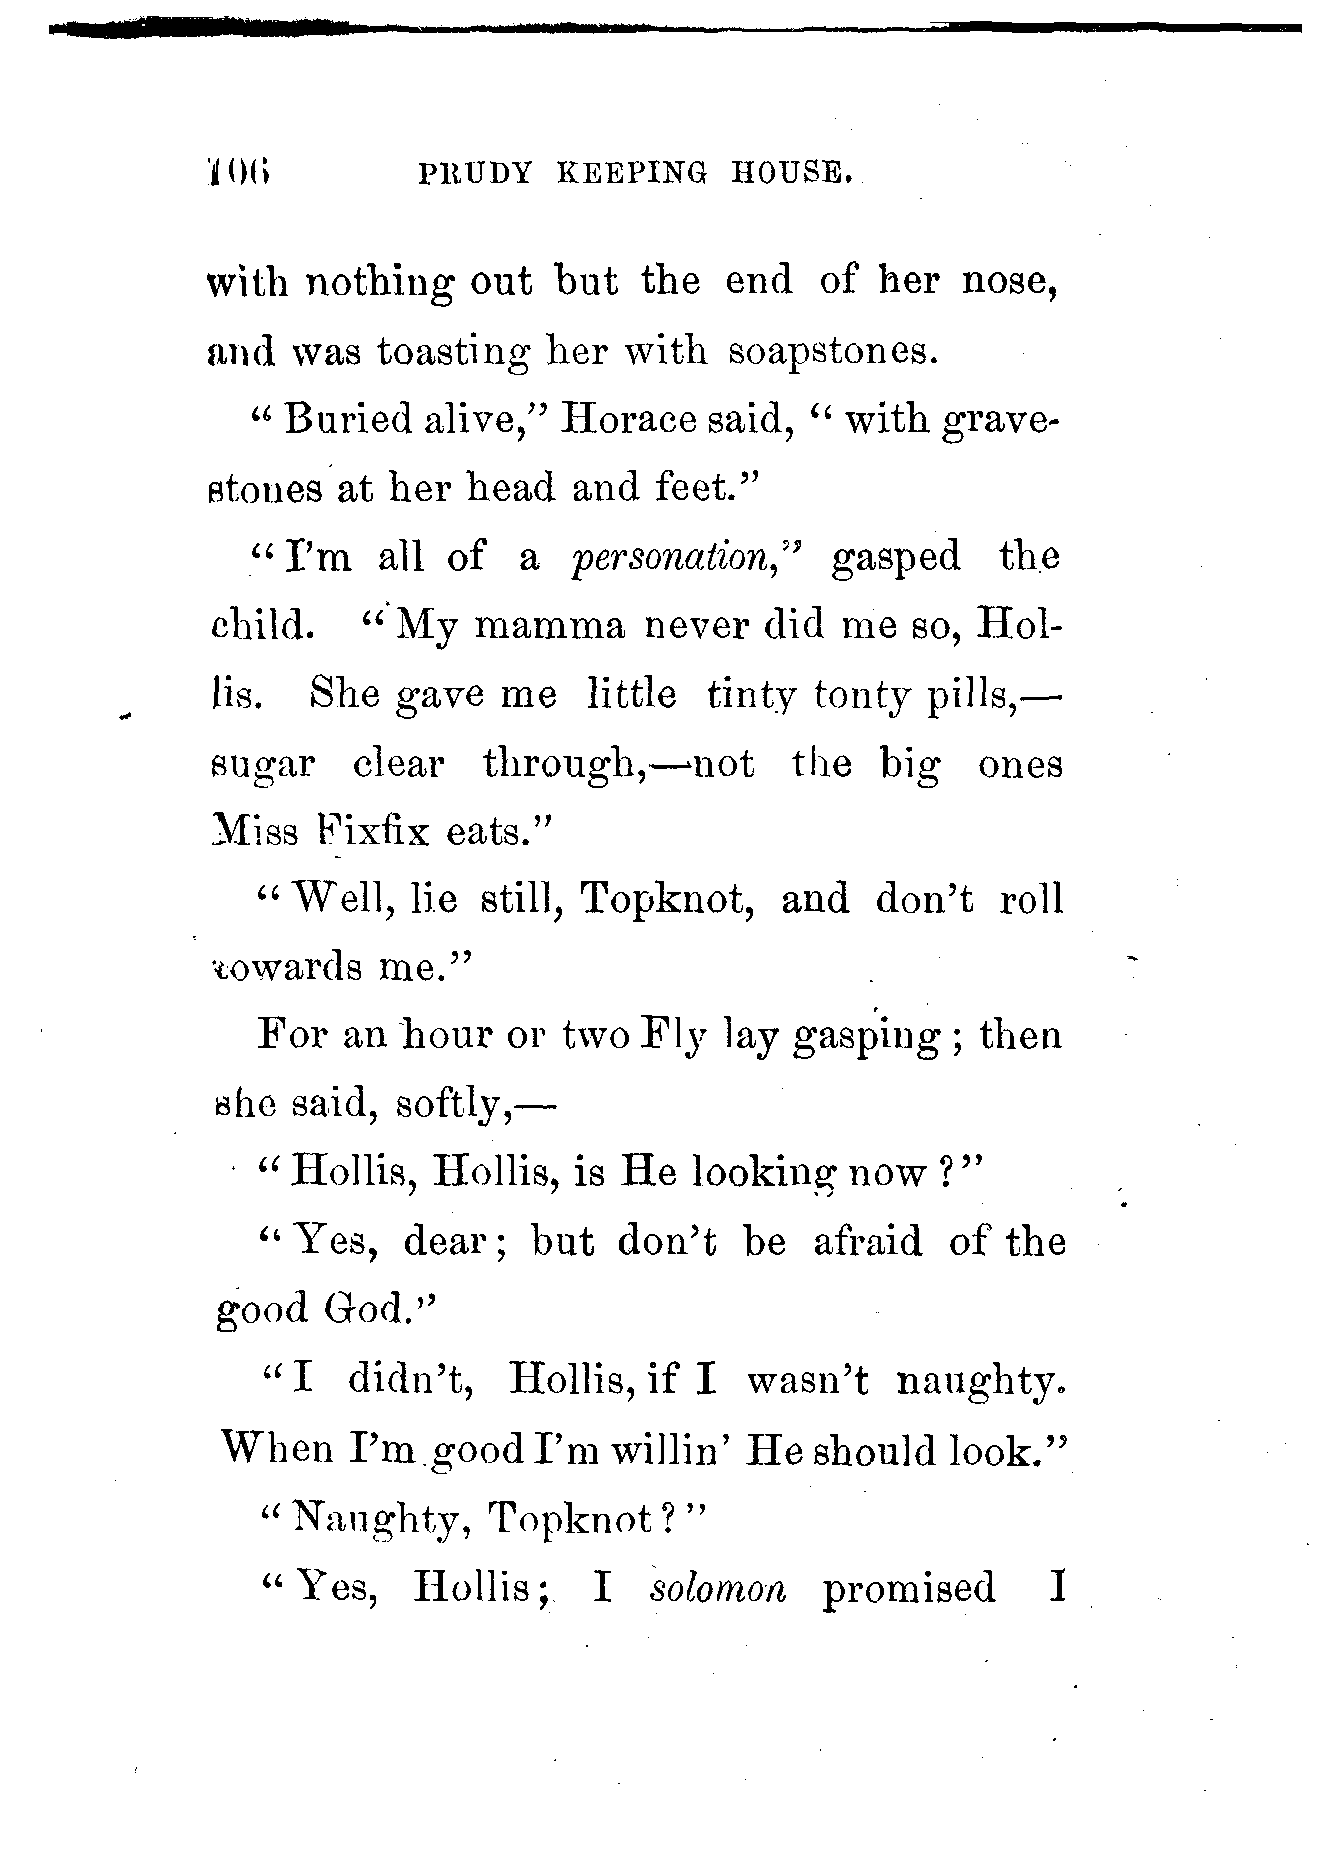 106 PRUDY KEEPING HOUSE.
with nothing out but the end of her nose,
and was toasting her with soapstones.
“ Buried alive,” Horace said, “ with grave-
stones at her head and feet.”
“ I’m all of a personation,” gasped the
child. “ My mamma never did me so, Hol-
lis. She gave me little tinty tonty pills,—
sugar clear through,—not the big ones
Miss Fixfix eats.”
“ Well, lie still, Topknot, and don’t roll
towards me.”
For an hour or two Fly lay gasping ; then
she said, softly,—
“ Hollis, Hollis, is He looking now ?”
“ Yes, dear ; but don’t be afraid of the
good God.”
“ I didn’t, Hollis, if I wasn’t naughty.
When I’m good I’m willin’ He should look.”
“ Naughty, Topknot ? ”
“ Yes, Hollis ; I solomon promised I